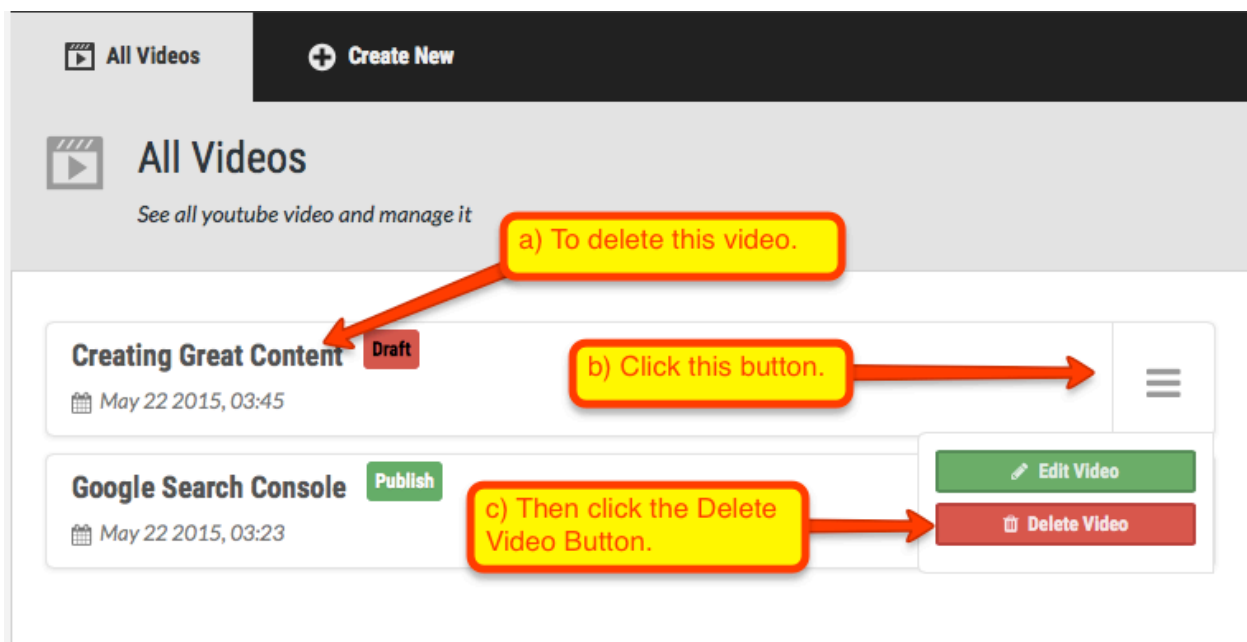 All Videos
Create New
All Videos
See all youtube video and manage it
a) To delete this video.
Creating Great Content
Draft
b) Click this button.
May 22 2015, 03:45
Google Search Console
Publish
Edit Video
c) Then click the Delete
Video Button.
Delete Video
May 22 2015, 03:23